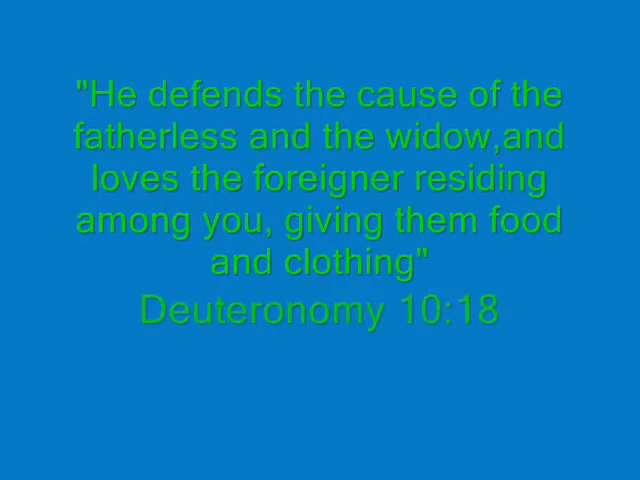 "He defends the cause of the
fatherless and the widow,and
loves the foreigner residing
among you, giving them food
and clothing"
Deuteronomy 10:18